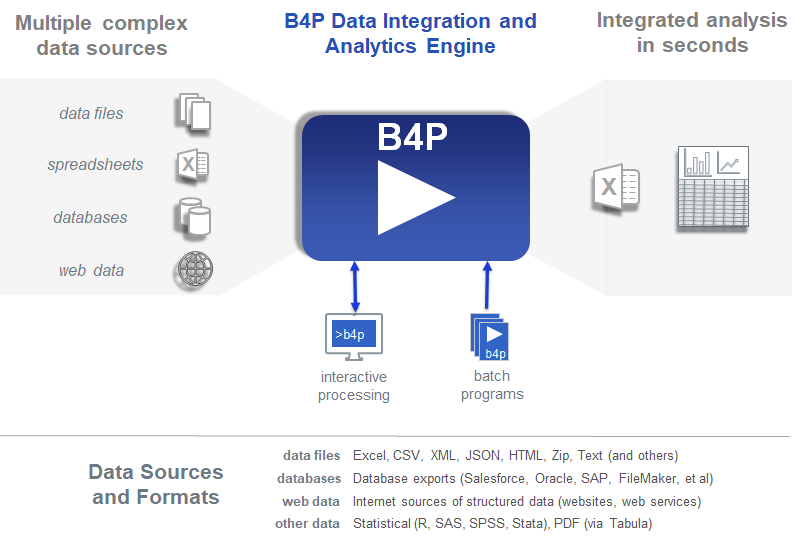 Multiple complex
data sources
B4P Data Integration and
Analytics Engine
Integrated analysis
in seconds
data files
spreadsheets
databases
web data
X
B4P
X
>b4p
b4p
interactive
processing
batch
programs
Data Sources
and Formats
data files Excel, CSV, XML, JSON, HTML, Zip, Text (and others)
databases Database exports (Salesforce, Oracle, SAP, FileMaker, et al)
web data Internet sources of structured data (websites, web services)
other data Statistical (R, SAS, SPSS, Stata), PDF (via Tabula)